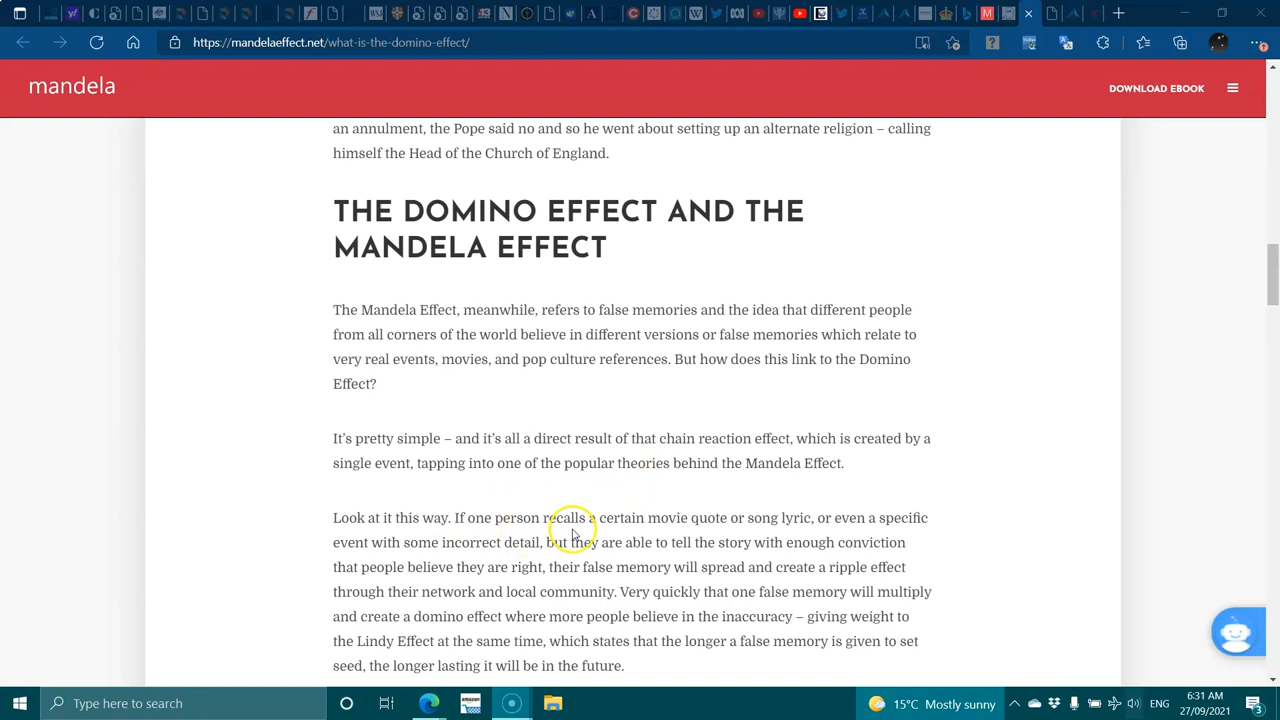 https://mandelaeffect.net/what-is-the-domino-effect/
mandela
DOWNLOAD EBOOK
an annulment, the Pope said no and so he went about setting up an alternate religion – calling
himself the Head of the Church of England.
THE DOMINO EFFECT AND THE
MANDELA EFFECT
The Mandela Effect, meanwhile, refers to false memories and the idea that different people
from all corners of the world believe in different versions or false memories which relate to
very real events, movies, and pop culture references. But how does this link to the Domino
Effect?
It's pretty simple – and it's all a direct result of that chain reaction effect, which is created by a
single event, tapping into one of the popular theories behind the Mandela Effect.
Look at it this way. If one person recalls a certain movie quote or song lyric, or even a specific
event with some incorrect detail, but they are able to tell the story with enough conviction
that people believe they are right, their false memory will spread and create a ripple effect
through their network and local community. Very quickly that one false memory will multiply
and create a domino effect where more people believe in the inaccuracy – giving weight to
the Lindy Effect at the same time, which states that the longer a false memory is given to set
seed, the longer lasting it will be in the future.
Type here to search
15°C Mostly sunny
ENG
6:31 AM
27/09/2021
3